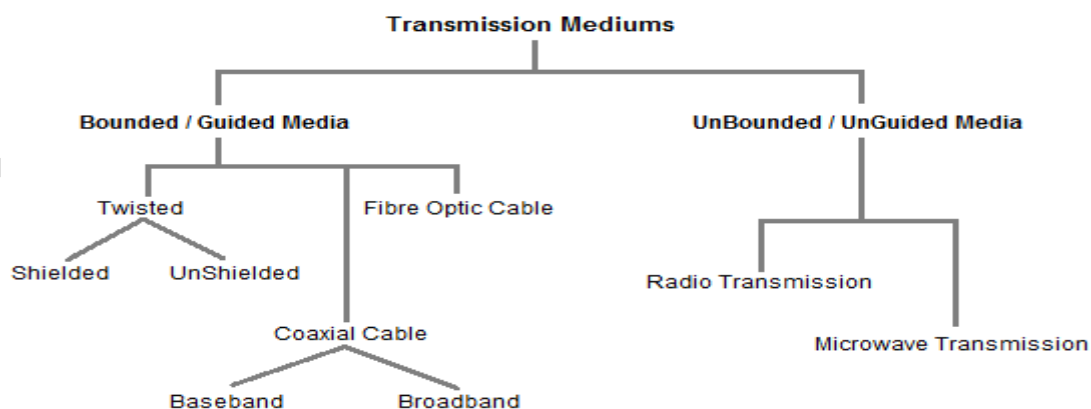 Transmission Mediums
Bounded / Guided Media
UnBounded / UnGuided Media
Twisted
Fibre Optic Cable
Shielded
UnShielded
Radio Transmission
Coaxial Cable
Microwave Transmission
Baseband
Broadband